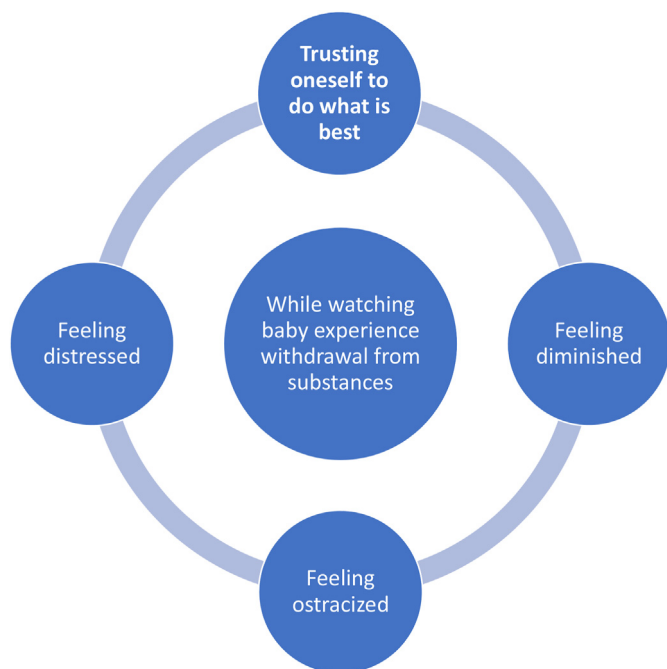 Trusting
oneself to
do what is
best
Feeling
distressed
While watching
baby experience
withdrawal from
substances
Feeling
diminished
Feeling
ostracized